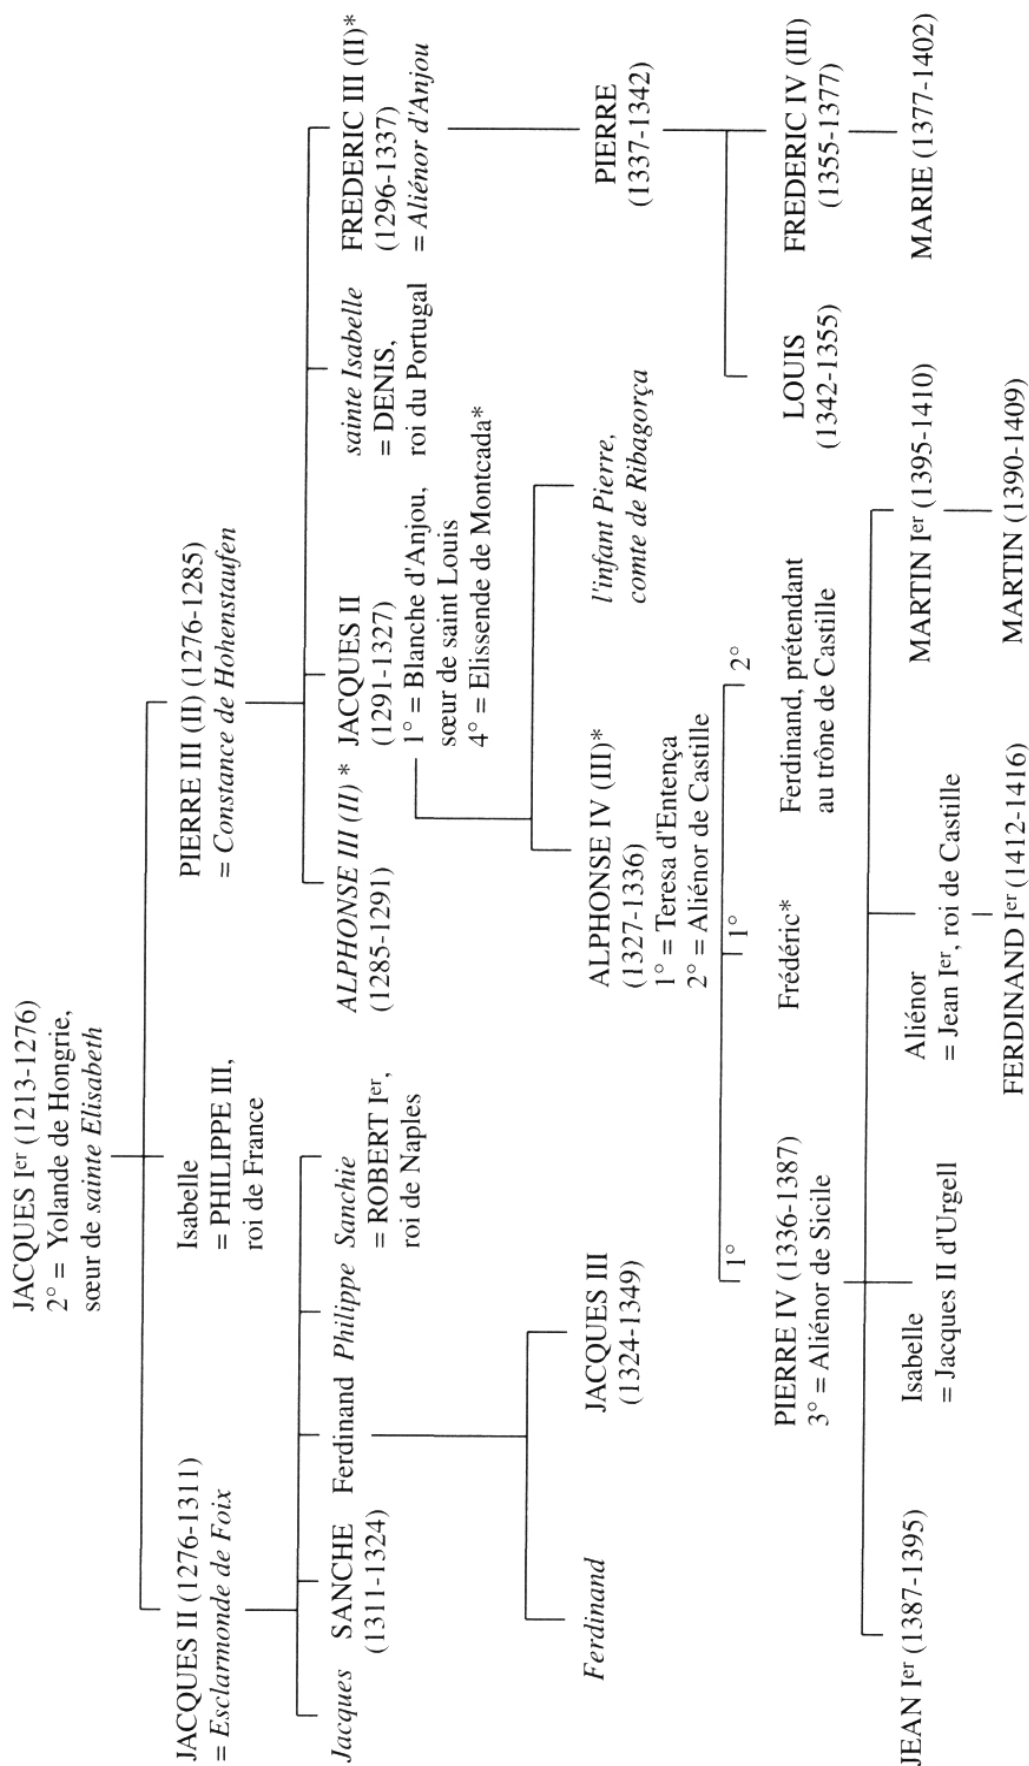 JACQUES Ier (1213-1276)
2° = Yolande de Hongrie,
sœur de sainte Elisabeth
JACQUES II (1276-1311)
= Esclarmonde de Foix
Isabelle
= PHILIPPE III,
roi de France
PIERRE III (II) (1276-1285)
= Constance de Hohenstaufen
Jacques
SANCHE
(1311-1324)
Ferdinand
Philippe
Sanchie
= ROBERT Ier,
roi de Naples
ALPHONSE III (II) *
(1285-1291)
JACQUES II
(1291-1327)
1° = Blanche d'Anjou,
sœur de saint Louis
4° = Elissende de Montcada*
sainte Isabelle
= DENIS,
roi du Portugal
FREDERIC III (II)*
(1296-1337)
= Aliénor d'Anjou
Ferdinand
JACQUES III
(1324-1349)
ALPHONSE IV (III)*
(1327-1336)
1° = Teresa d'Entença
2° = Aliénor de Castille
l'infant Pierre,
comte de Ribagorça
PIERRE
(1337-1342)
1°
1°
2°
PIERRE IV (1336-1387)
3° = Aliénor de Sicile
Frédéric*
Ferdinand, prétendant
au trône de Castille
LOUIS
(1342-1355)
FREDERIC IV (III)
(1355-1377)
JEAN Ier (1387-1395)
Isabelle
= Jacques II d'Urgell
Aliénor
= Jean Ier, roi de Castille
MARTIN Ier (1395-1410)
MARIE (1377-1402)
FERDINAND Ier (1412-1416)
MARTIN (1390-1409)